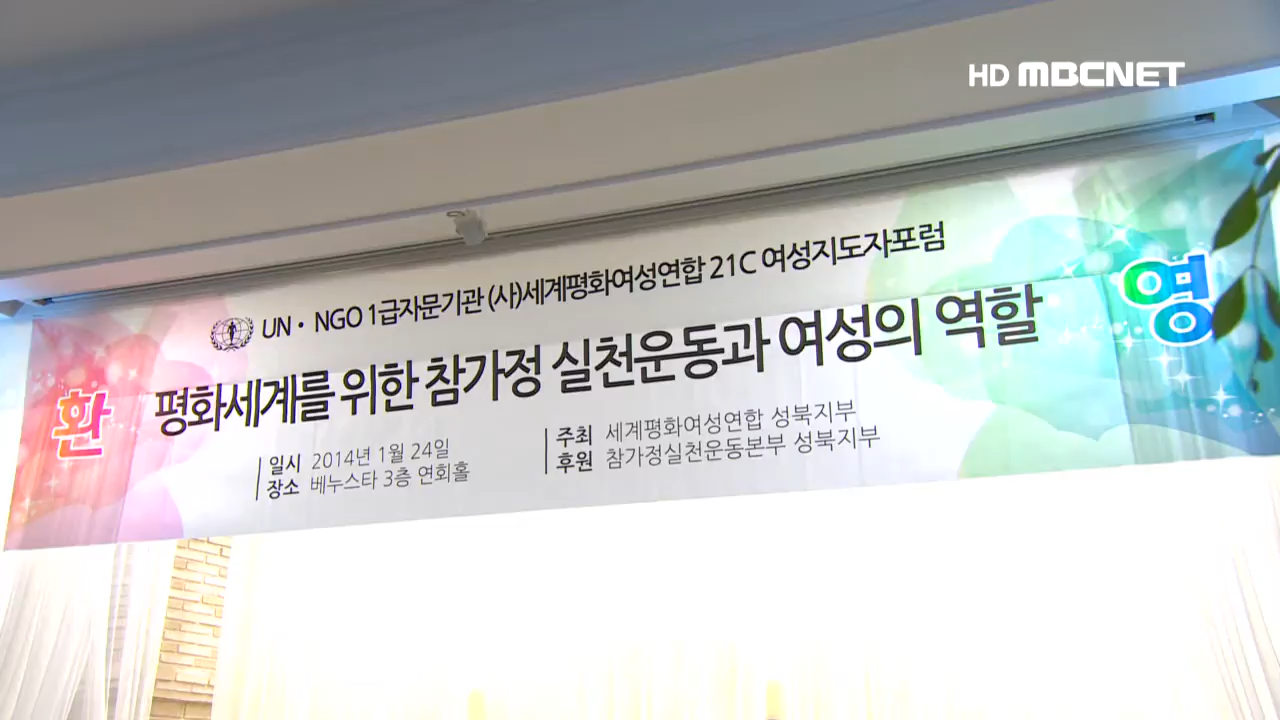 HD MBCNET
UN· NGO 1급자문기관 (사)세계평화여성연합 21C 여성지도자포럼
환 평화세계를 위한 참가정 실천운동과 여성의 역할 영
일시 2014년 1월 24일
장소 베누스타 3층 연회홀
주최 세계평화여성연합 성북지부
후원 참가정실천운동본부 성북지부